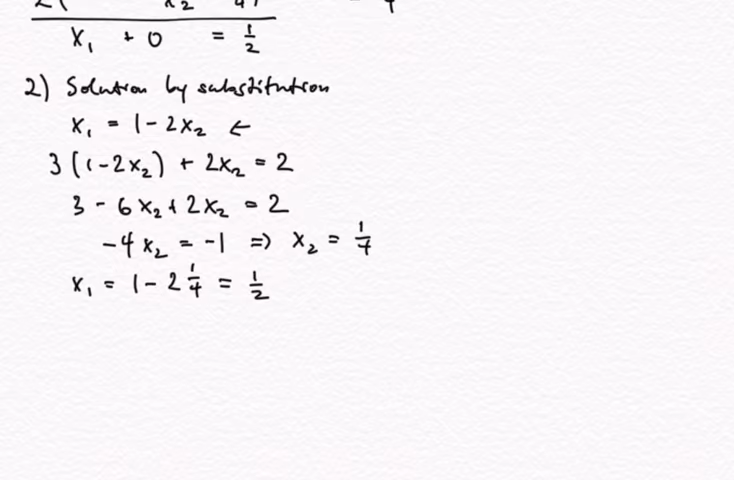 x₂
x₁ + 0 = 1/2
2) Solution by substitution
x₁ = 1 - 2x₂ ←
3(1-2x₂) + 2x₂ = 2
3 - 6x₂ + 2x₂ = 2
-4x₂ = -1 => x₂ = 1/4
x₁ = 1 - 2 1/4 = 1/2